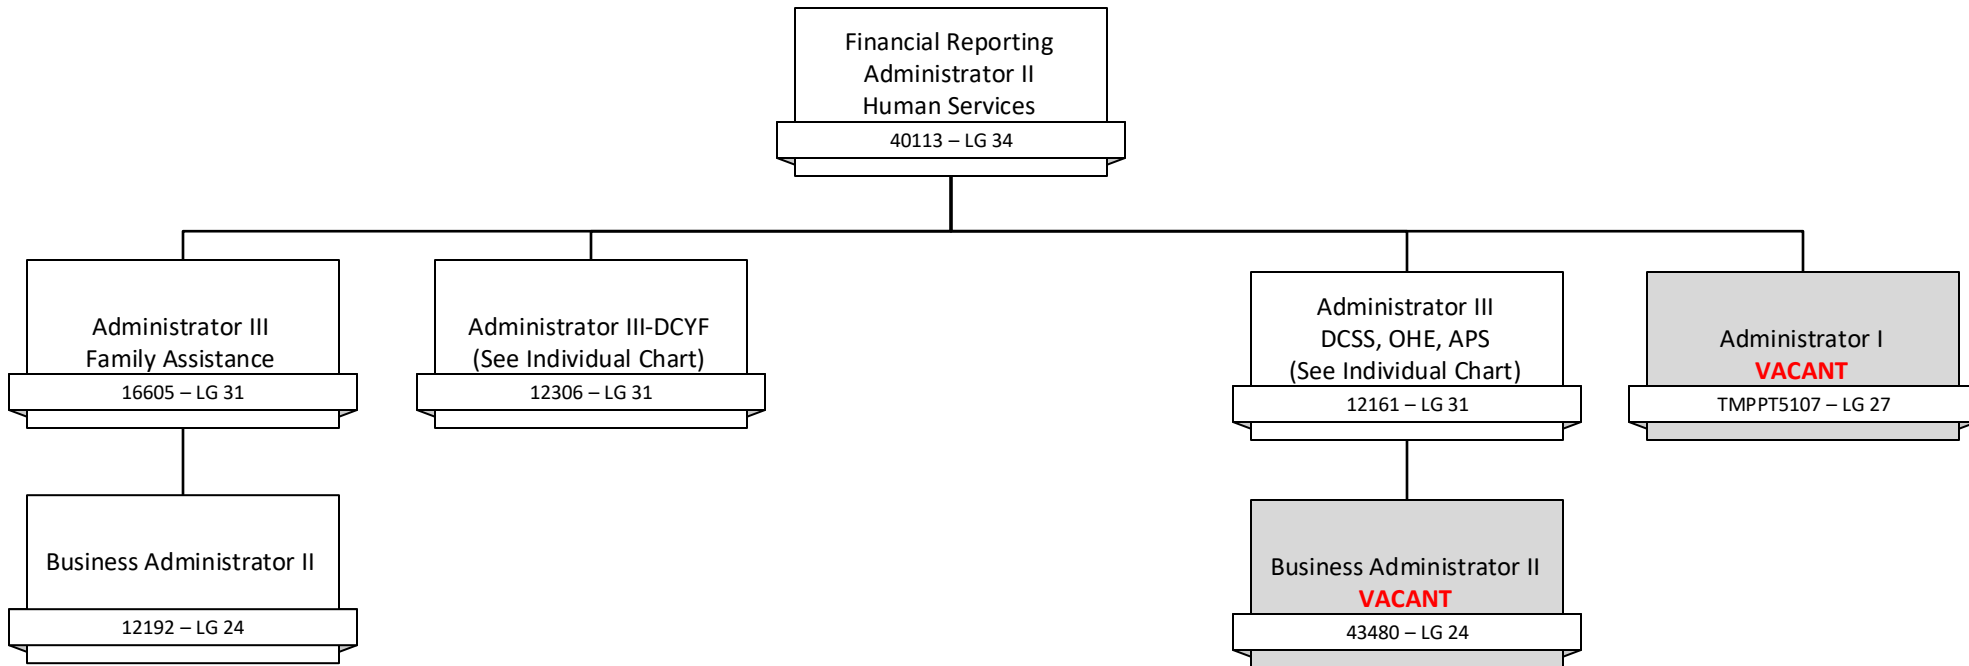 Financial Reporting
Administrator II
Human Services
40113 – LG 34
Administrator III
Family Assistance
16605 – LG 31
Administrator III-DCYF
(See Individual Chart)
12306 – LG 31
Administrator III
DCSS, OHE, APS
(See Individual Chart)
12161 – LG 31
Administrator I
VACANT
TMPPT5107 – LG 27
Business Administrator II
12192 – LG 24
Business Administrator II
VACANT
43480 – LG 24